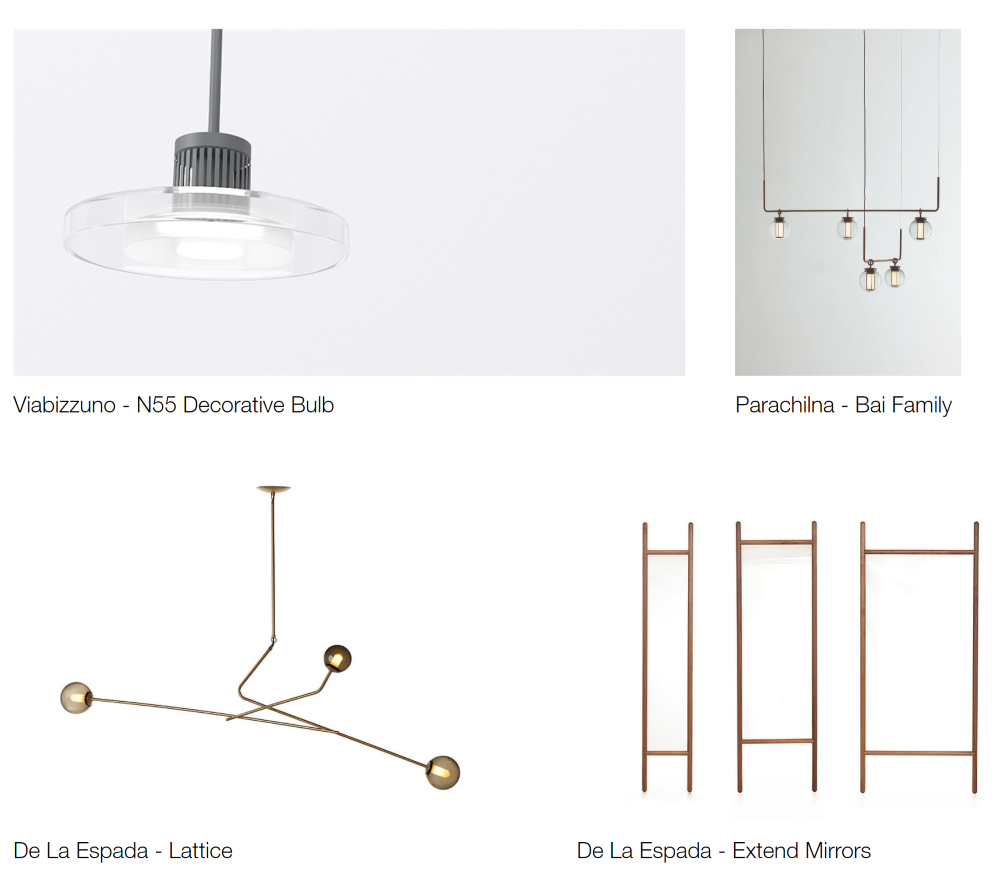 Viabizzuno - N55 Decorative Bulb
Parachilna - Bai Family
De La Espada - Lattice
De La Espada - Extend Mirrors